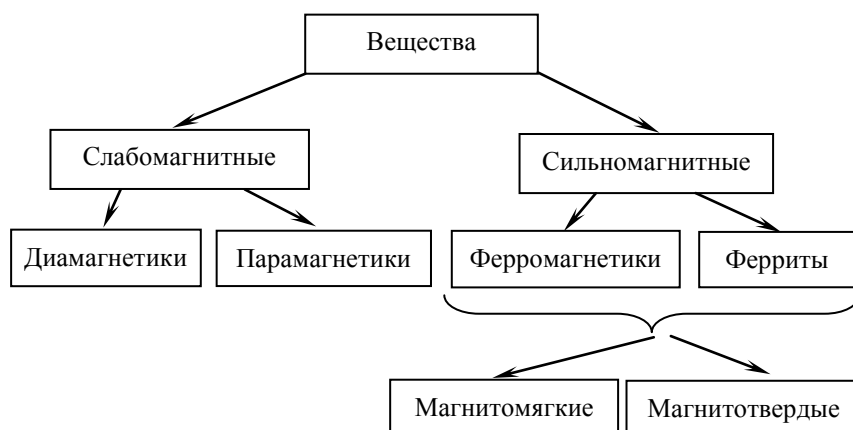 Вещества
Слабомагнитные
Сильномагнитные
Диамагнетики
Парамагнетики
Ферромагнетики
Ферриты
Магнитомягкие
Магнитотвердые